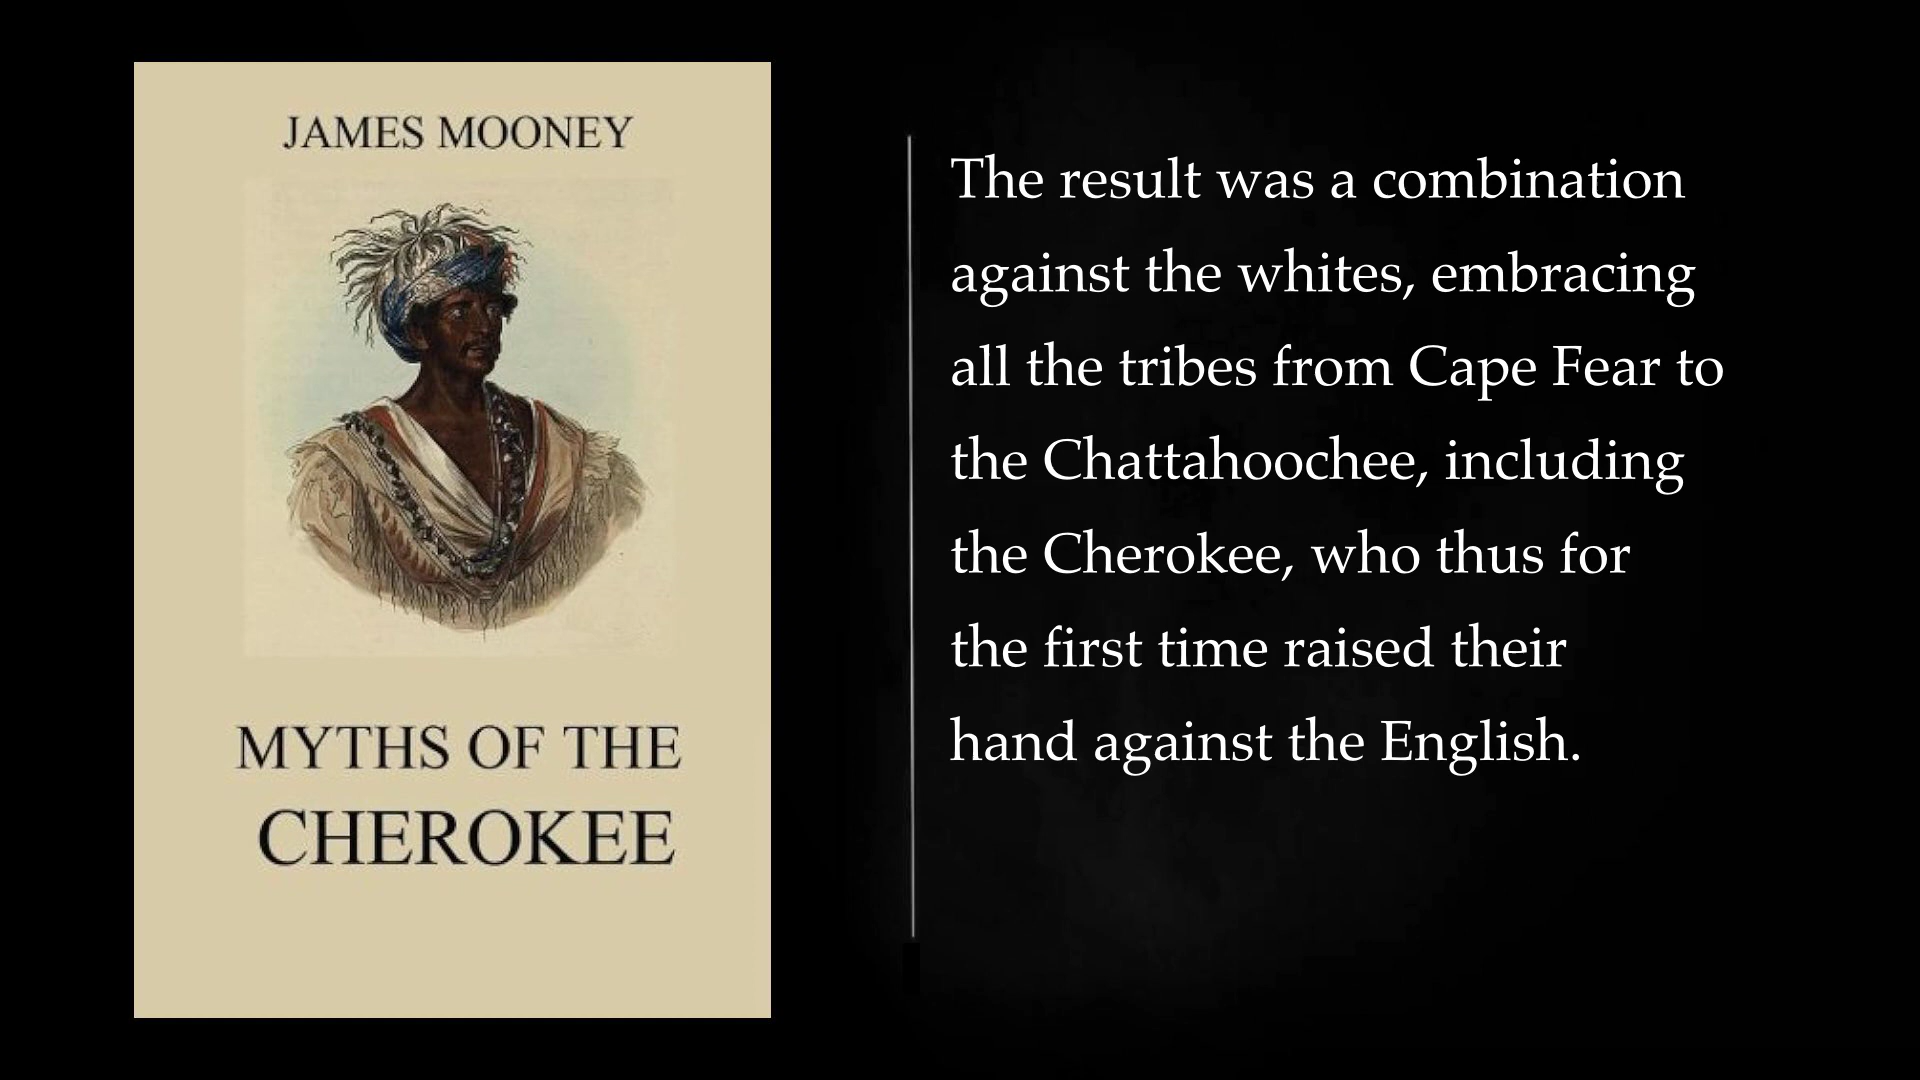 JAMES MOONEY
MYTHS OF THE
CHEROKEE
The result was a combination
against the whites, embracing
all the tribes from Cape Fear to
the Chattahoochee, including
the Cherokee, who thus for
the first time raised their
hand against the English.